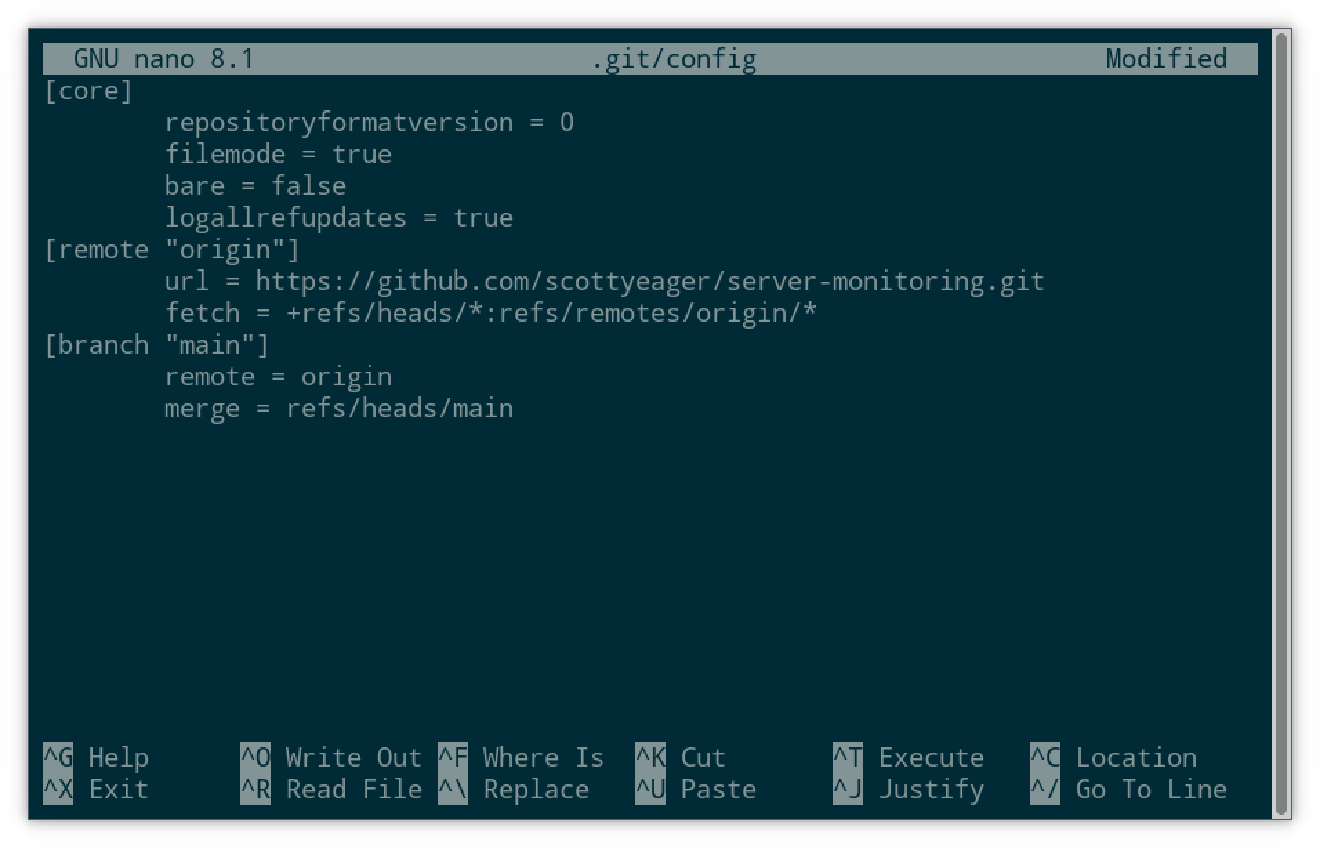 GNU nano 8.1 .git/config Modified
[core]
        repositoryformatversion = 0
        filemode = true
        bare = false
        logallrefupdates = true
[remote "origin"]
        url = https://github.com/scottyeager/server-monitoring.git
        fetch = +refs/heads/*:refs/remotes/origin/*
[branch "main"]
        remote = origin
        merge = refs/heads/main
^G Help ^O Write Out ^F Where Is ^K Cut ^T Execute ^C Location
^X Exit ^R Read File ^\ Replace ^U Paste ^J Justify ^/ Go To Line